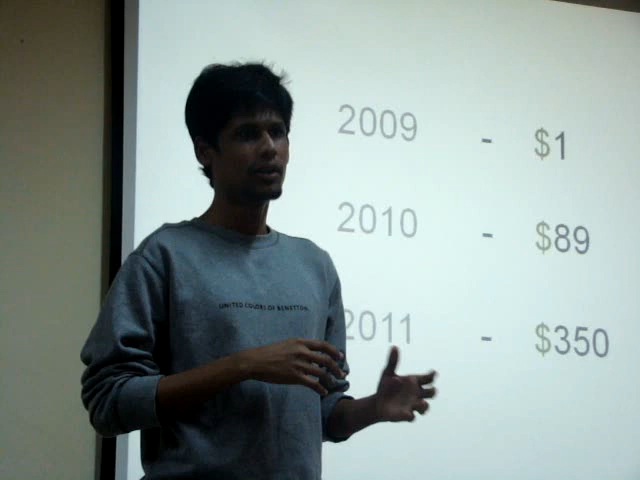 2009 - $1
2010 - $89
2011 - $350
UNITED COLORS OF BENETTON.